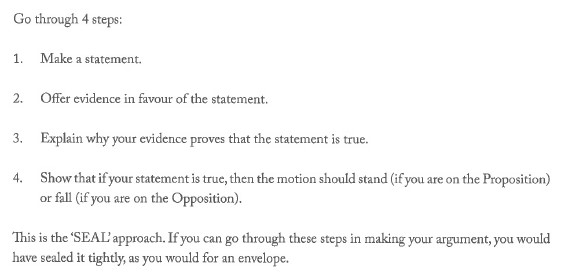 Go through 4 steps:
1. Make a statement.
2. Offer evidence in favour of the statement.
3. Explain why your evidence proves that the statement is true.
4. Show that if your statement is true, then the motion should stand (if you are on the Proposition)
or fall (if you are on the Opposition).
This is the ‘SEAL’ approach. If you can go through these steps in making your argument, you would
have sealed it tightly, as you would for an envelope.